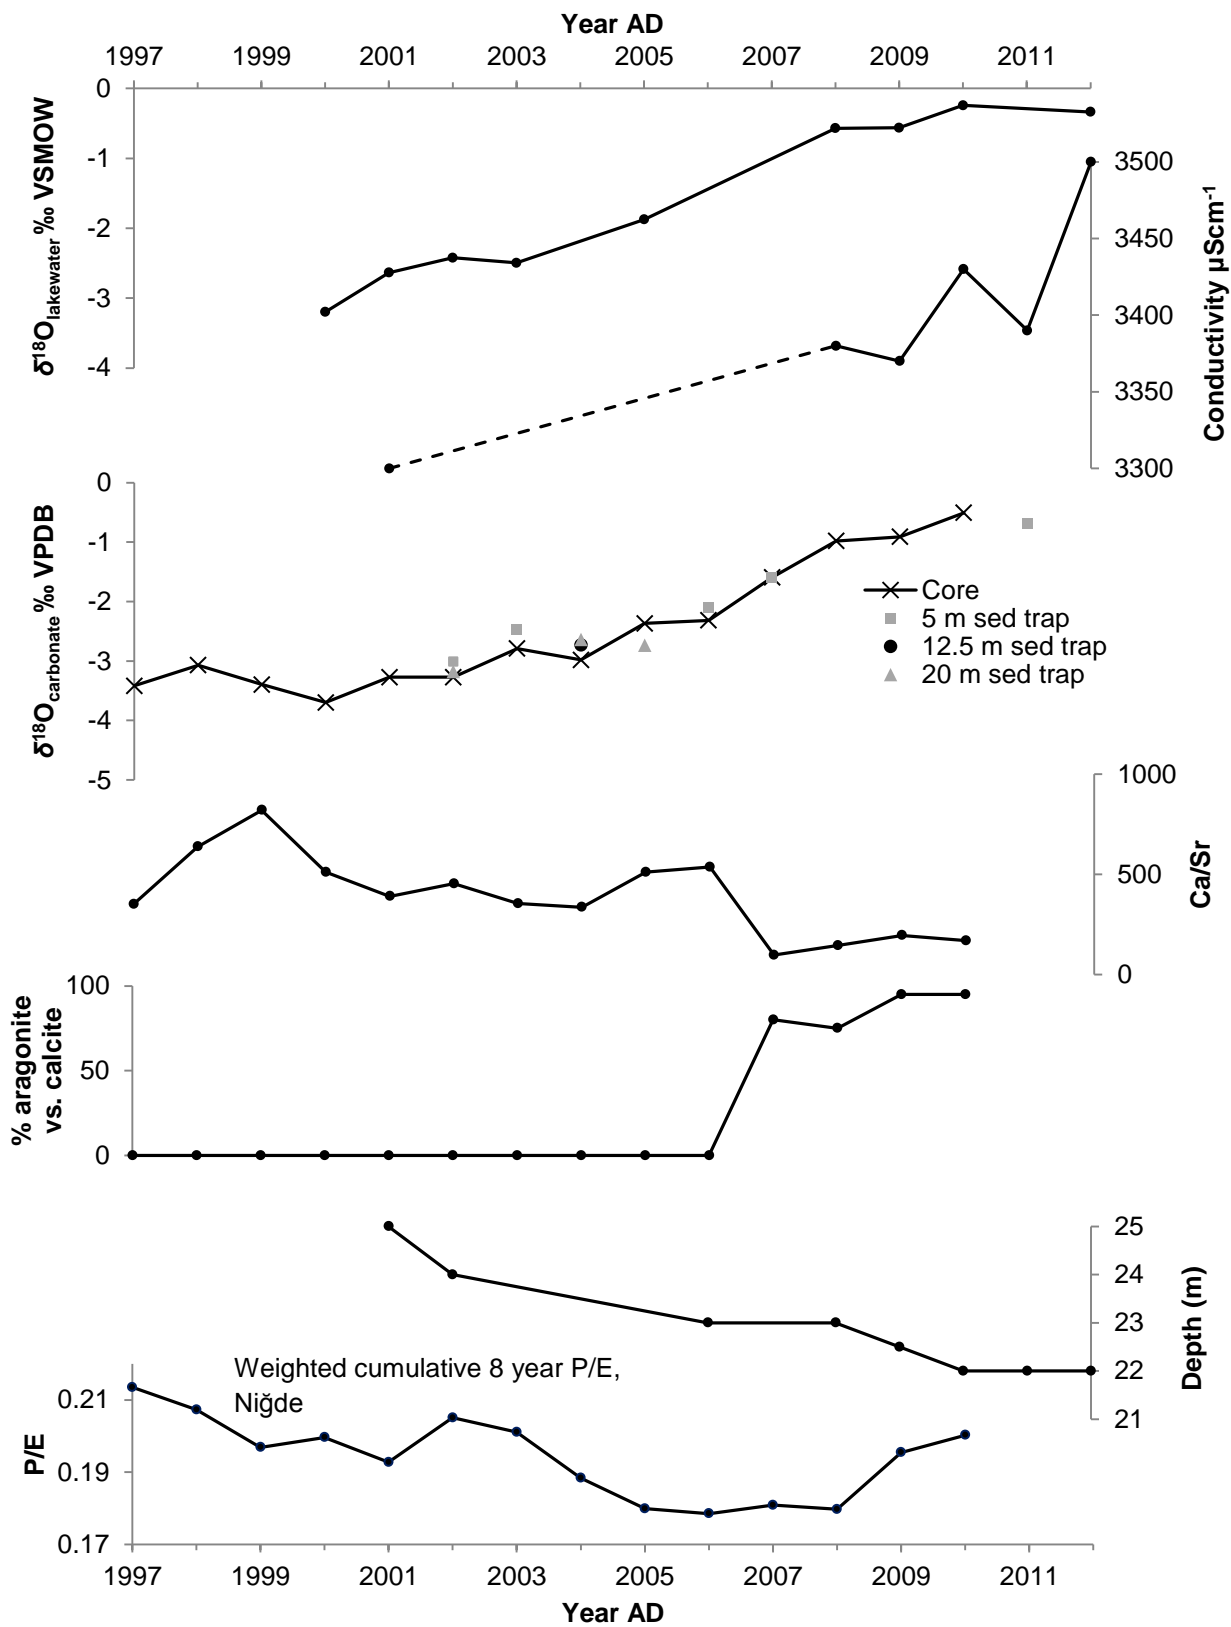 Year AD
1997 1999 2001 2003 2005 2007 2009 2011
0
-1
-2
-3
-4
δ18Olakewater ‰ VSMOW
3500
3450
3400
3350
3300
Conductivity µScm-1
0
-1
-2
-3
-4
-5
δ18Ocarbonate ‰ VPDB
Core
5 m sed trap
12.5 m sed trap
20 m sed trap
1000
500
0
Ca/Sr
100
50
0
% aragonite
vs. calcite
25
24
23
22
21
Depth (m)
Weighted cumulative 8 year P/E,
Niğde
0.21
0.19
0.17
P/E
1997 1999 2001 2003 2005 2007 2009 2011
Year AD